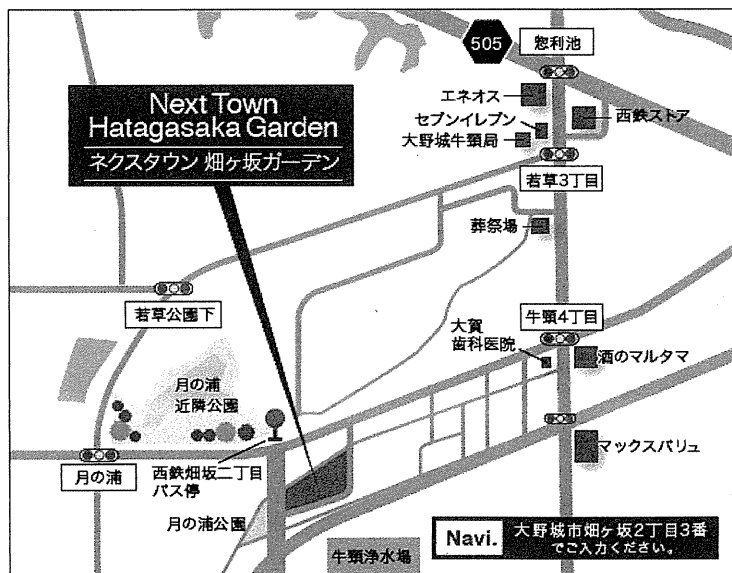 505
惣利池
エネオス
セブンイレブン
大野城牛頸局
西鉄ストア
Next Town
Hatagasaka Garden
ネクスタウン 畑ヶ坂ガーデン
若草3丁目
葬祭場
若草公園下
牛頸4丁目
大賀
歯科医院
酒のマルタマ
月の浦
近隣公園
マックスバリュ
月の浦
西鉄畑坂二丁目
バス停
月の浦公園
牛頸浄水場
Navi.
大野城市畑ヶ坂2丁目3番
でご入力ください。